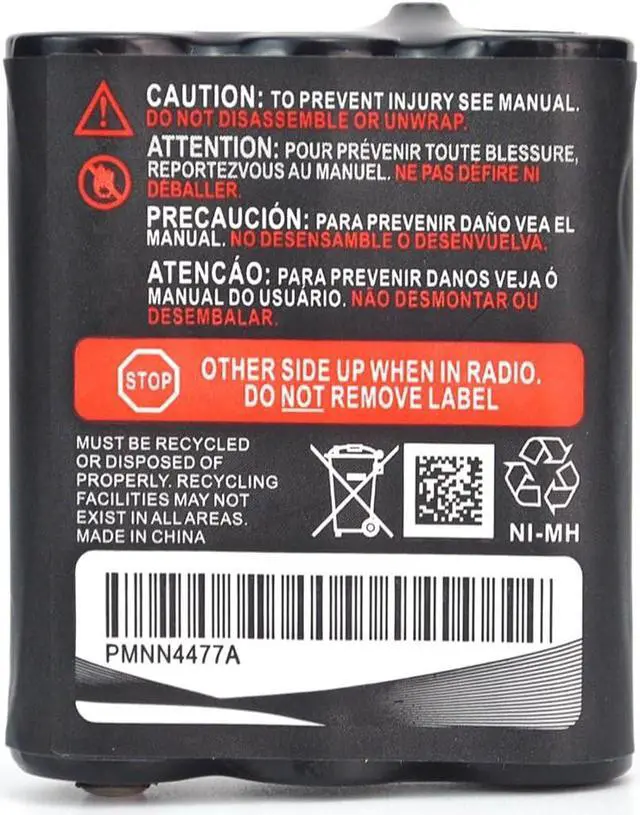 CAUTION: TO PREVENT INJURY SEE MANUAL.
DO NOT DISASSEMBLE OR UNWRAP.
ATTENTION: POUR PRÉVENIR TOUTE BLESSURE,
REPORTEZVOUS AU MANUEL. NE PAS DÉFIRE NI
DÉBALLER.
PRECAUCIÓN: PARA PREVENIR DAÑO VEA EL
MANUAL. NO DESENSAMBLE O DESENVUELVA.
ATENCÁO: PARA PREVENIR DANOS VEJA Ó
MANUAL DO USUÁRIO. NÃO DESMONTAR OU
DESEMBALAR.
STOP
OTHER SIDE UP WHEN IN RADIO.
DO NOT REMOVE LABEL
MUST BE RECYCLED
OR DISPOSED OF
PROPERLY. RECYCLING
FACILITIES MAY NOT
EXIST IN ALL AREAS.
MADE IN CHINA
NI-MH
PMNN4477A